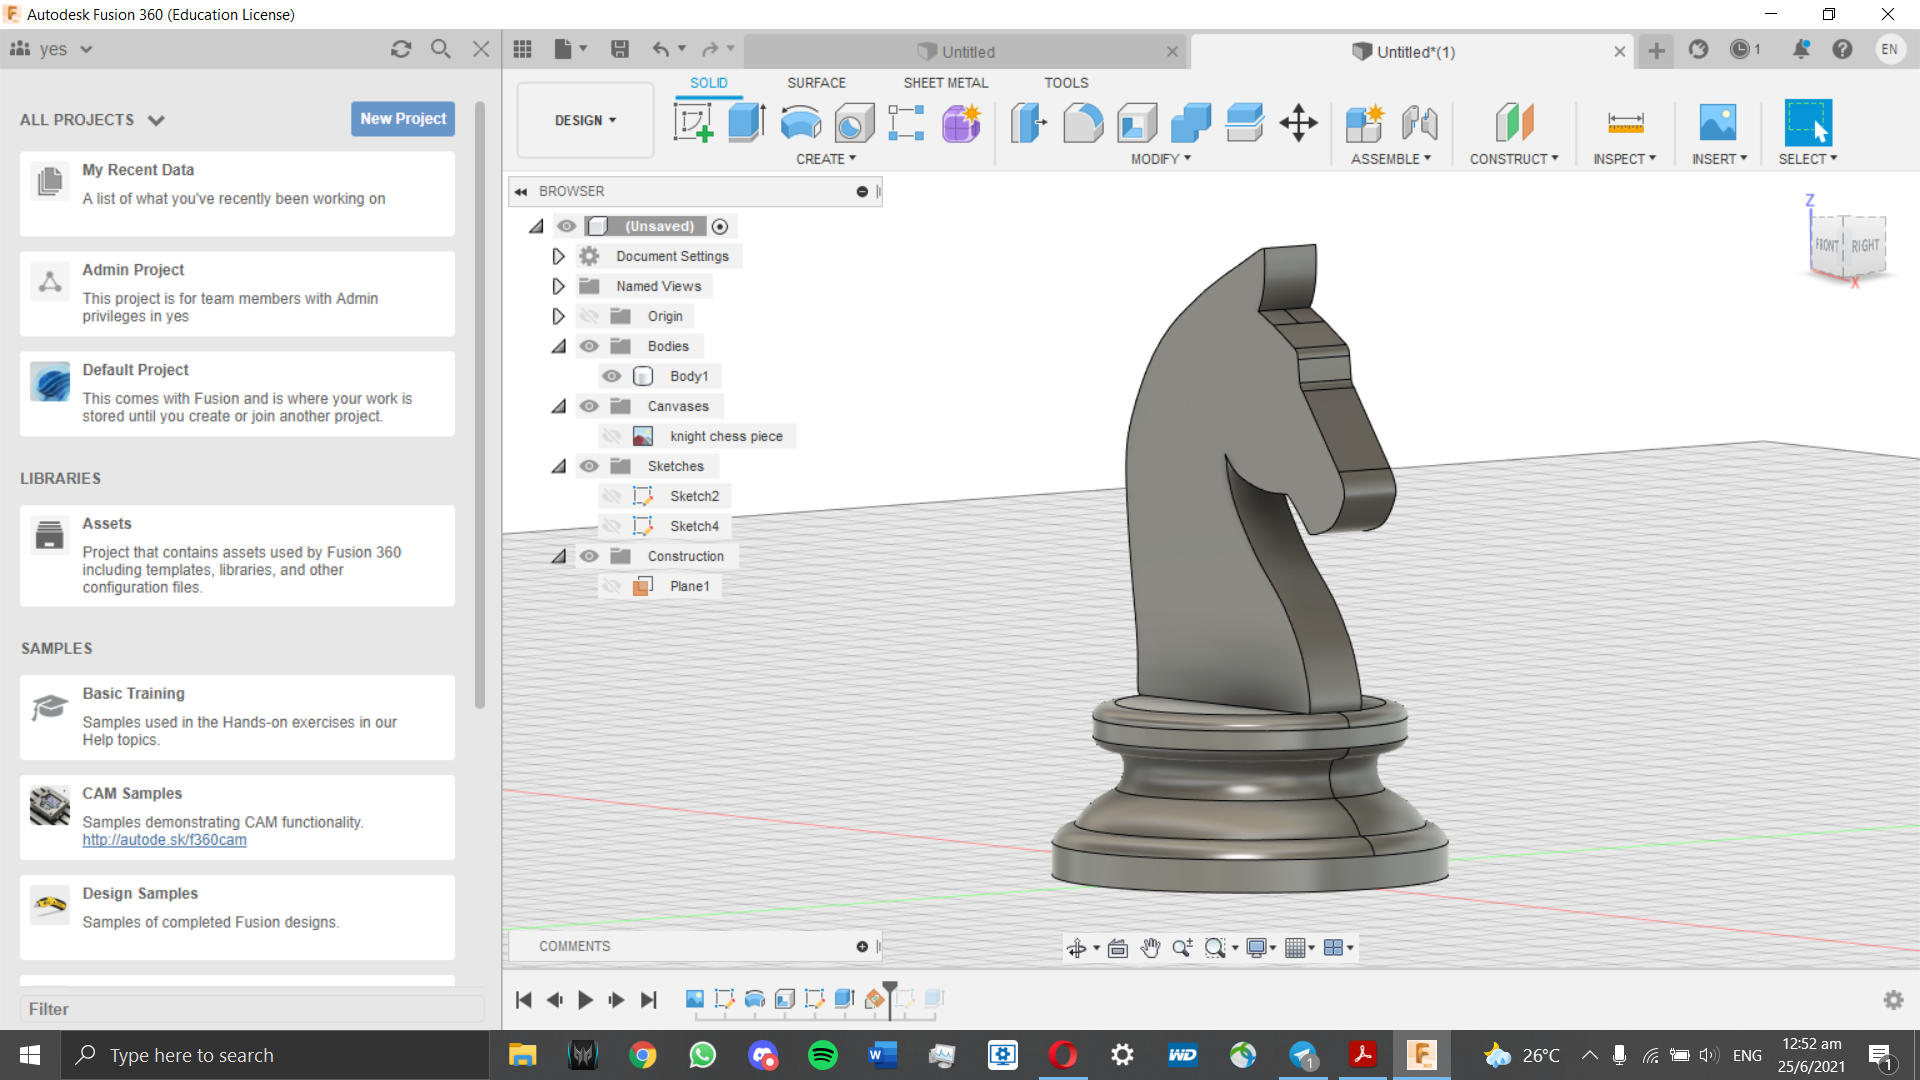 Autodesk Fusion 360 (Education License)
yes
Untitled
Untitled*(1)
1
EN
ALL PROJECTS
New Project
My Recent Data
A list of what you've recently been working on
Admin Project
This project is for team members with Admin
privileges in yes
Default Project
This comes with Fusion and is where your work is
stored until you create or join another project.
LIBRARIES
Assets
Project that contains assets used by Fusion 360
including templates, libraries, and other
configuration files.
SAMPLES
Basic Training
Samples used in the Hands-on exercises in our
Help topics.
CAM Samples
Samples demonstrating CAM functionality.
http://autode.sk/f360cam
Design Samples
Samples of completed Fusion designs.
Filter
DESIGN
SOLID
SURFACE
SHEET METAL
TOOLS
CREATE
MODIFY
ASSEMBLE
CONSTRUCT
INSPECT
INSERT
SELECT
BROWSER
(Unsaved)
Document Settings
Named Views
Origin
Bodies
Body1
Canvases
knight chess piece
Sketches
Sketch2
Sketch4
Construction
Plane1
Z
FRONT
RIGHT
X
COMMENTS
Type here to search
26°C
ENG
12:52 am
25/6/2021
1